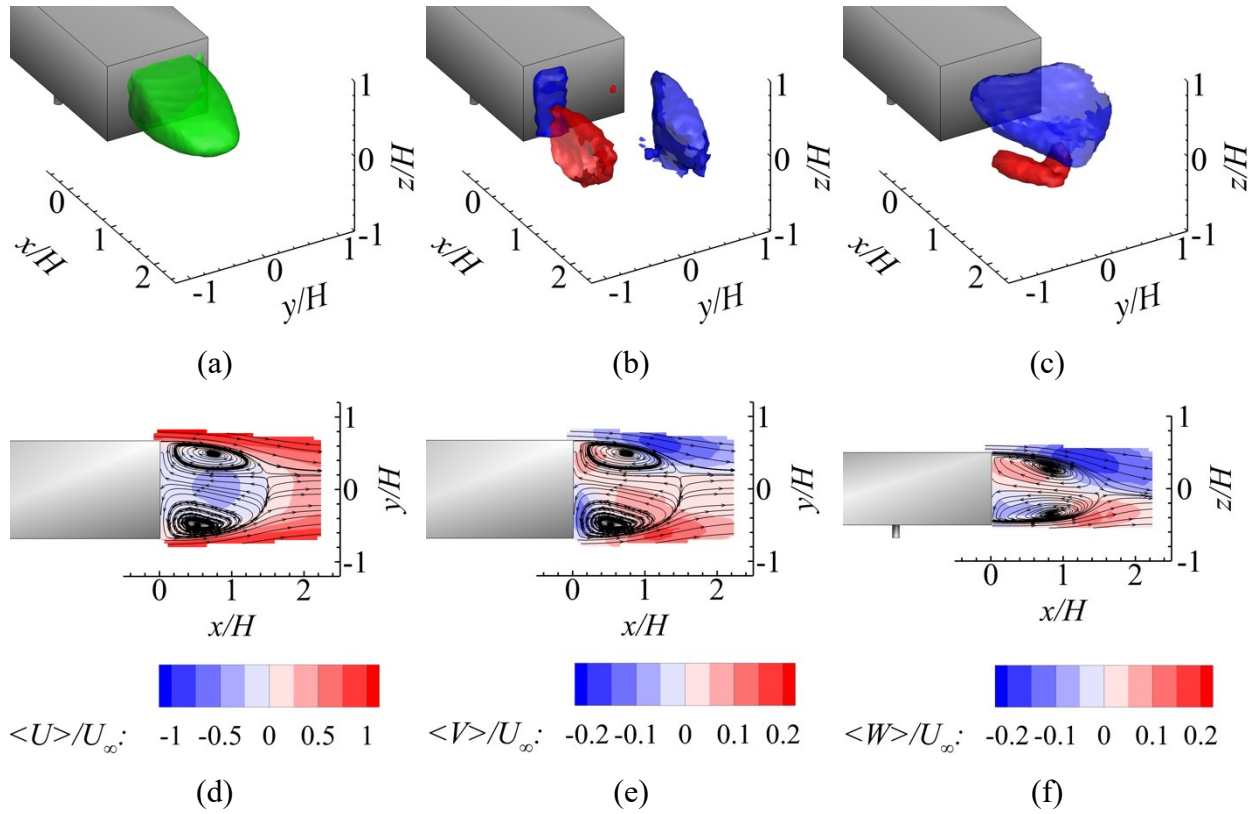 1
0
-1
z/H
0
1
2
x/H
-1
0
1
y/H
1
0
-1
z/H
0
1
2
x/H
-1
0
1
y/H
1
0
-1
z/H
0
1
2
x/H
-1
0
1
y/H
(a) (b) (c)
1
0
-1
y/H
0 1 2
x/H
1
0
-1
y/H
0 1 2
x/H
1
0
-1
z/H
0 1 2
x/H
<U>/U∞: -1 -0.5 0 0.5 1
<V>/U∞: -0.2 -0.1 0 0.1 0.2
<W>/U∞: -0.2 -0.1 0 0.1 0.2
(d) (e) (f)